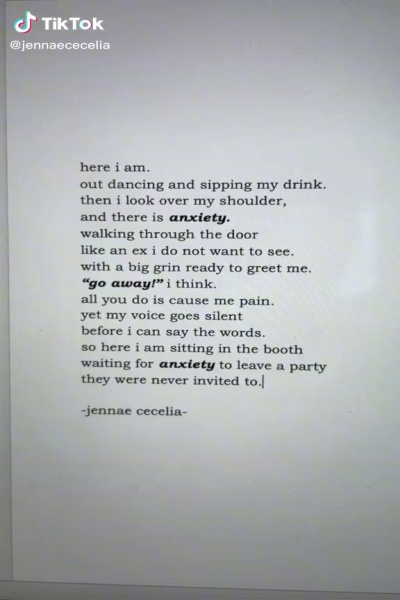 TikTok
@jennaececelia
here i am.
out dancing and sipping my drink.
then i look over my shoulder,
and there is anxiety.
walking through the door
like an ex i do not want to see.
with a big grin ready to greet me.
“go away!” i think.
all you do is cause me pain.
yet my voice goes silent
before i can say the words.
so here i am sitting in the booth
waiting for anxiety to leave a party
they were never invited to.
-jennae cecelia-